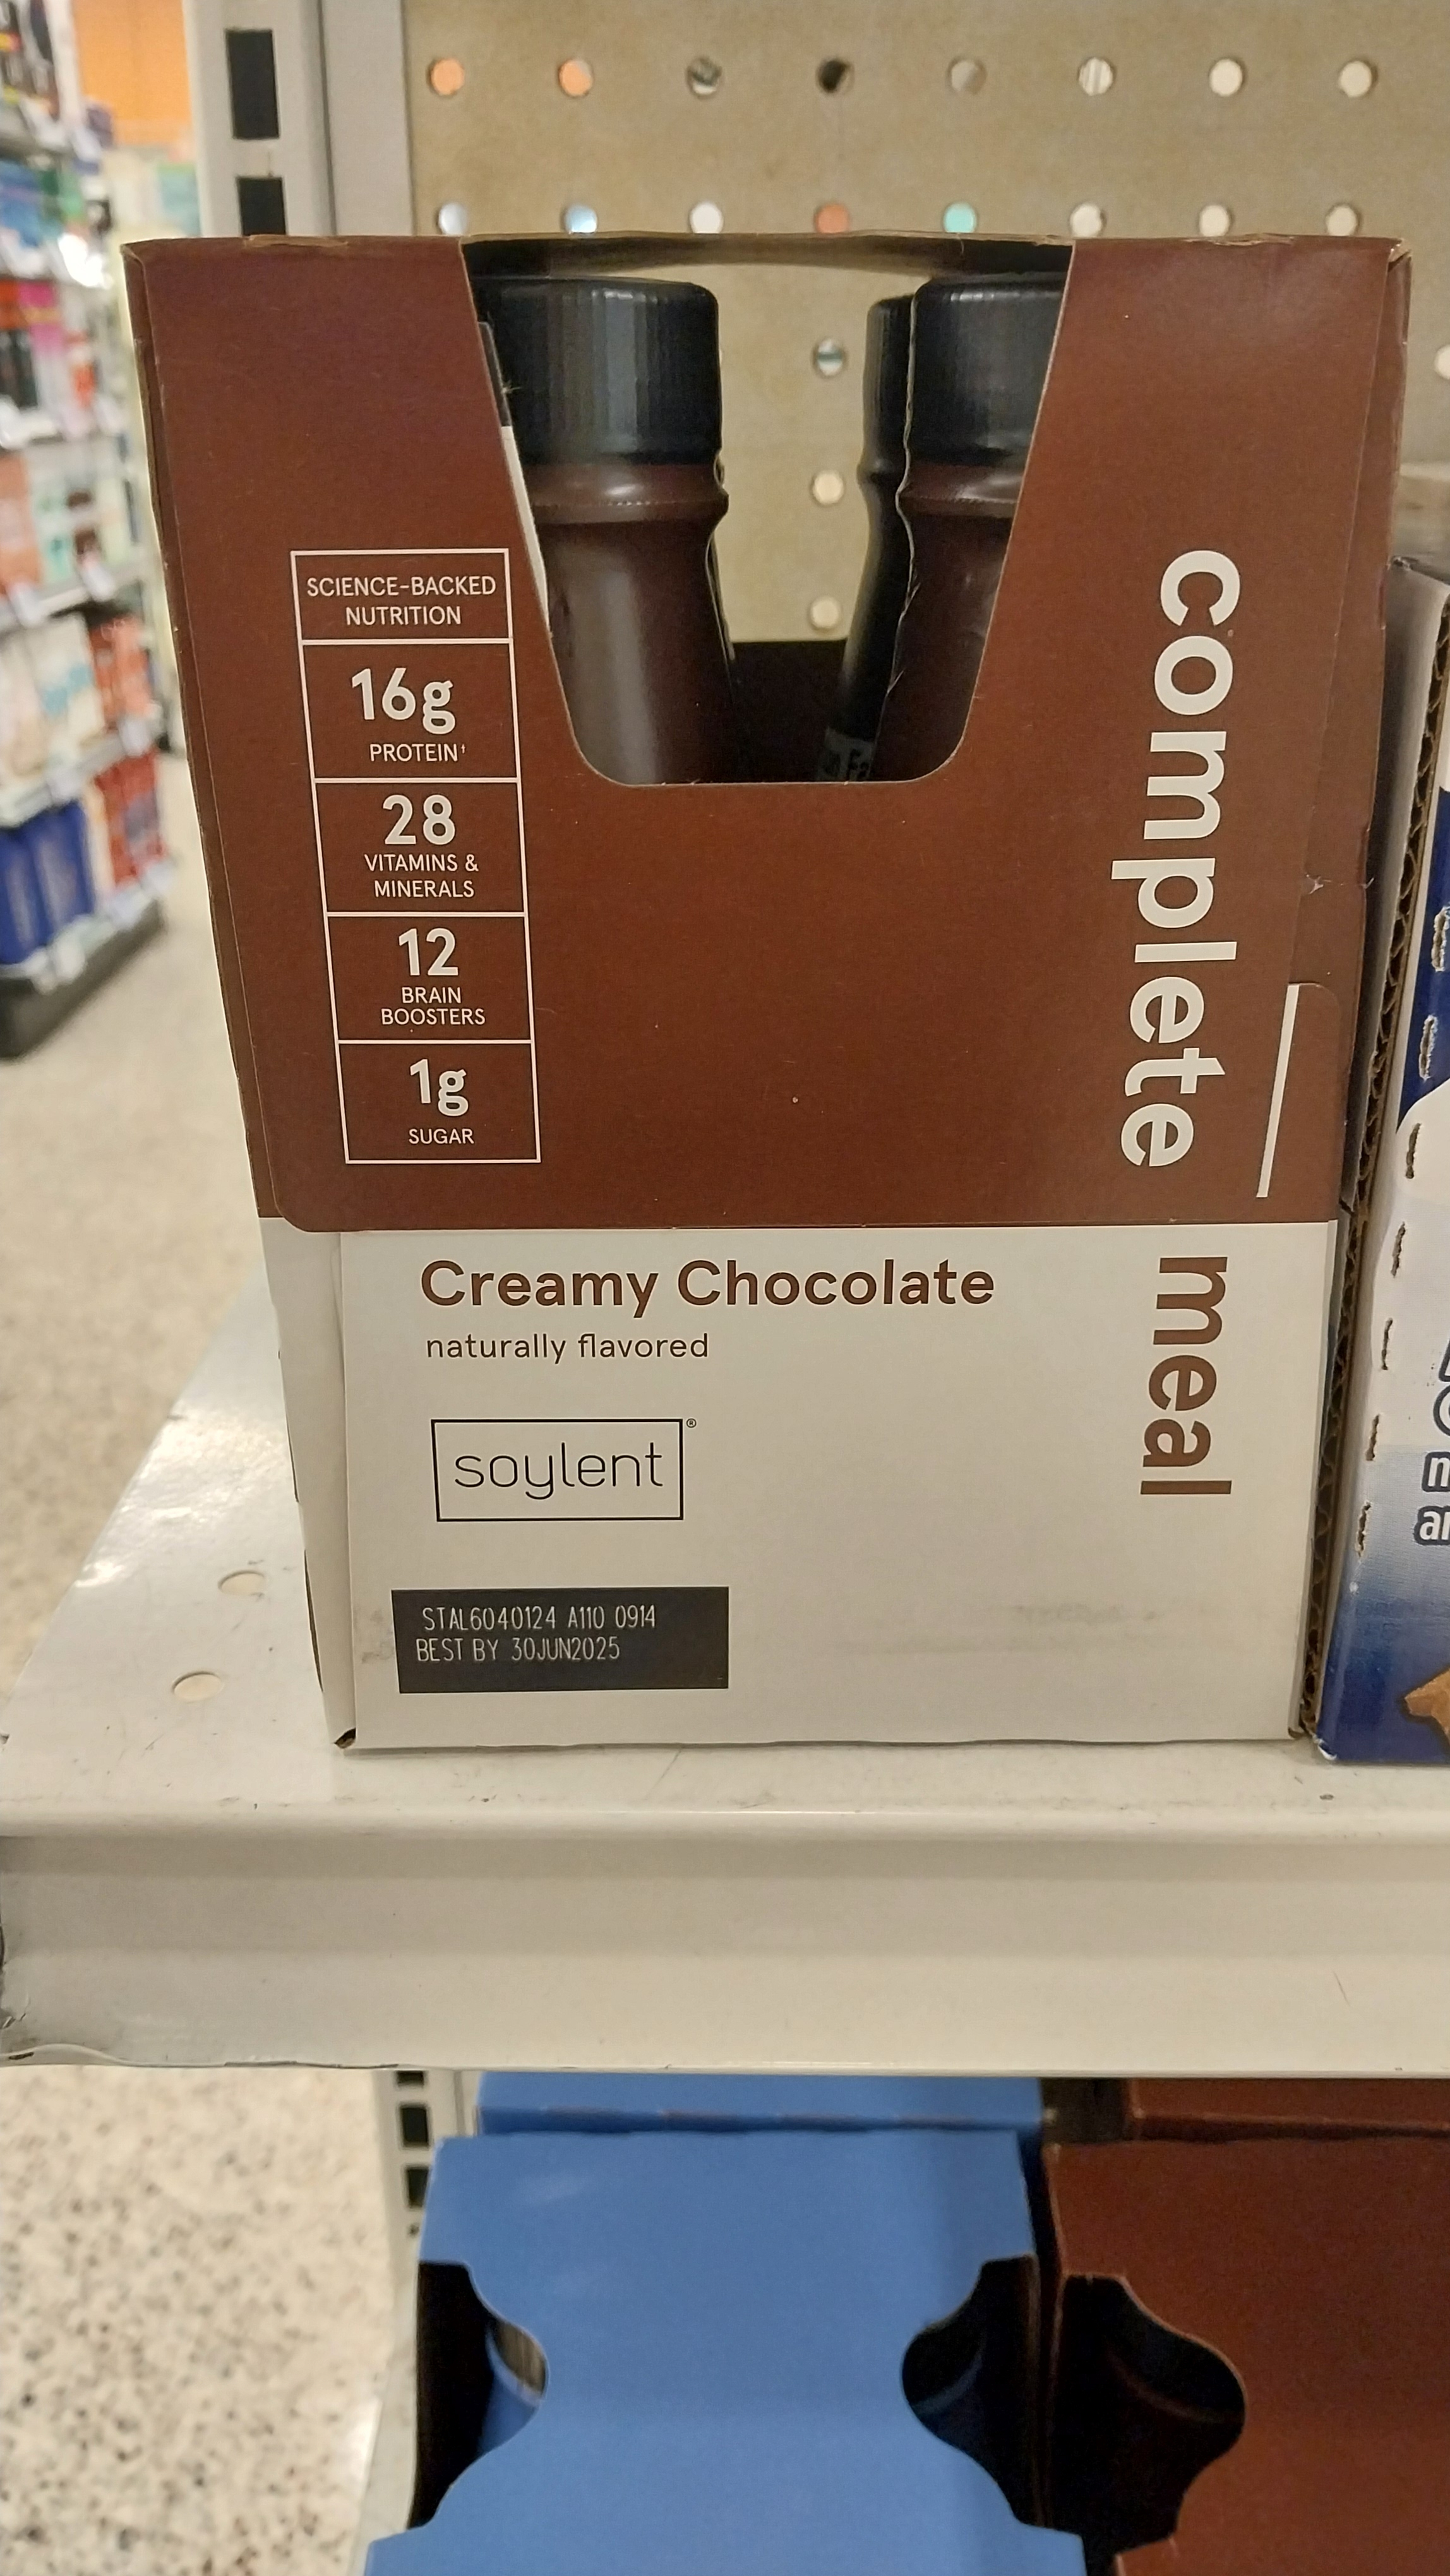 SCIENCE-BACKED
NUTRITION
16g
PROTEIN†
28
VITAMINS &
MINERALS
12
BRAIN
BOOSTERS
1g
SUGAR
complete
meal
Creamy Chocolate
naturally flavored
soylent®
STAL6040124 A110 0914
BEST BY 30JUN2025